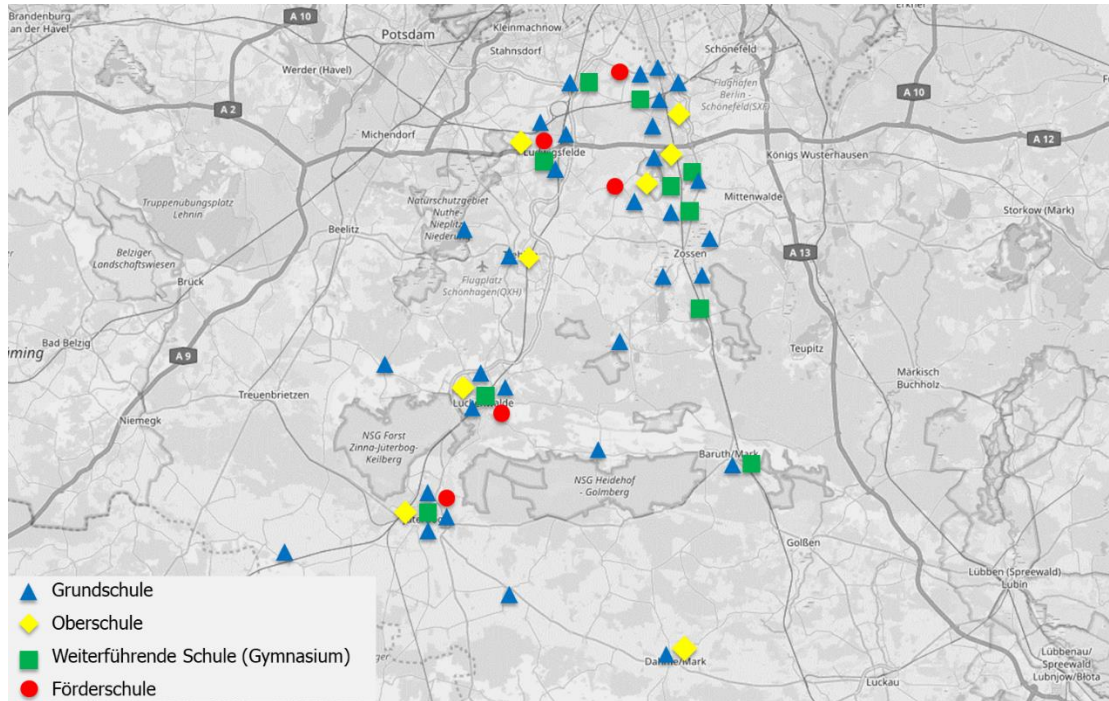 Brandenburg
an der Havel
A 10
Potsdam
Kleinmachnow
Stahnsdorf
Werder (Havel)
Schönefeld
Flughafen
Berlin -
Schönefeld(SXF)
A 2
A 10
Michendorf
A 12
Königs Wusterhausen
Truppenübungsplatz
Lehnin
Naturschutzgebiet
Nuthe-
Nieplitz
Mittenwalde
Storkow (Mark)
Beelitz
Belziger
Landschaftswiesen
Zossen
A 13
Brück
Flugplatz
Schönhagen(QXH)
Bad Belzig
ming
A 9
Teupitz
Märkisch
Buchholz
Treuenbrietzen
Niemegk
NSG Forst
Zinna-Jüterbog-
Keilberg
Baruth/Mark
NSG Heidehof
- Golmberg
Golßen
Lübben (Spreewald)
Lubin
Grundschule
Oberschule
Weiterführende Schule (Gymnasium)
Förderschule
Luckau
Lübbenau/
Spreewald
Lubnjow/Błota